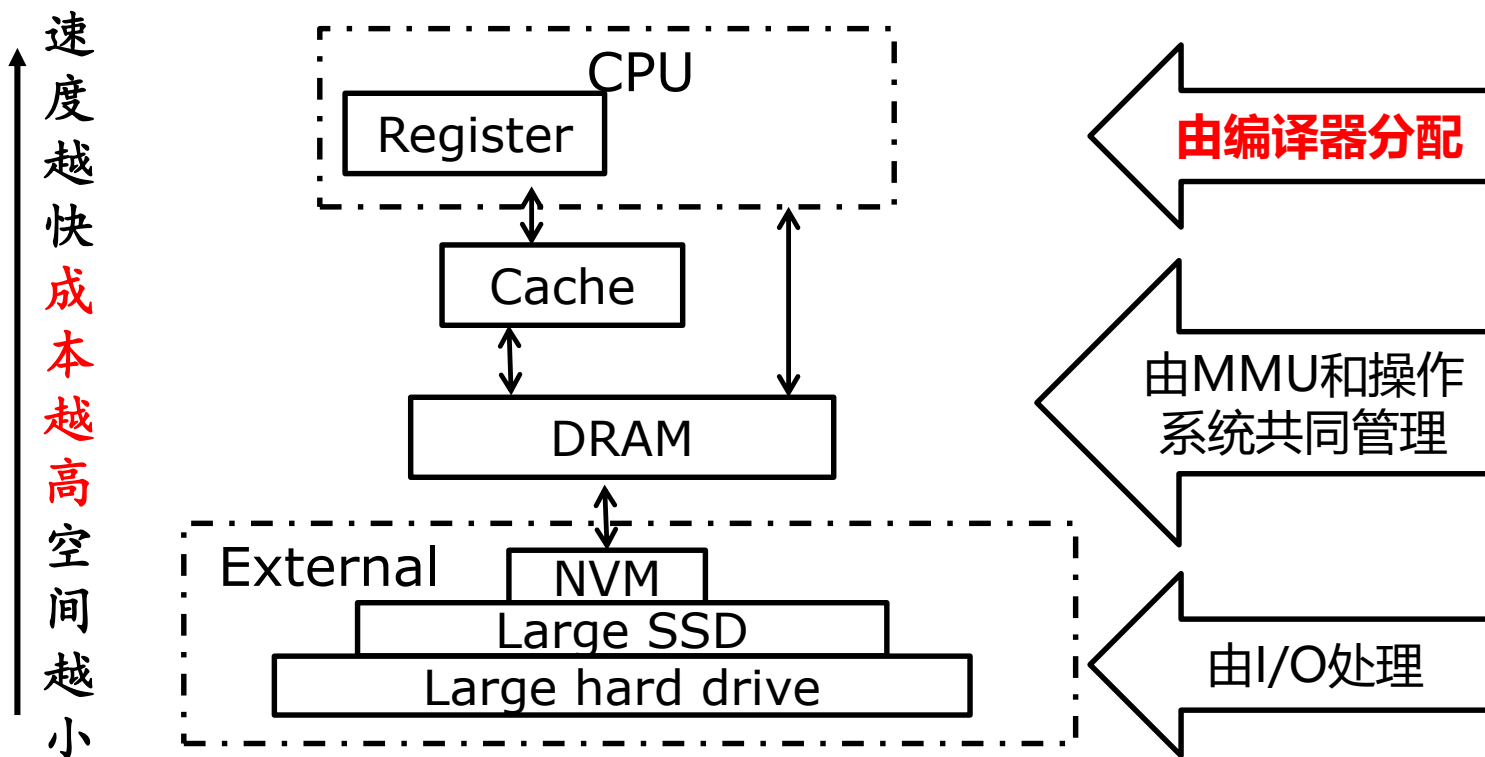 速度越快成本越高空间越小
CPU
Register
Cache
DRAM
External
NVM
Large SSD
Large hard drive
由编译器分配
由MMU和操作
系统共同管理
由I/O处理